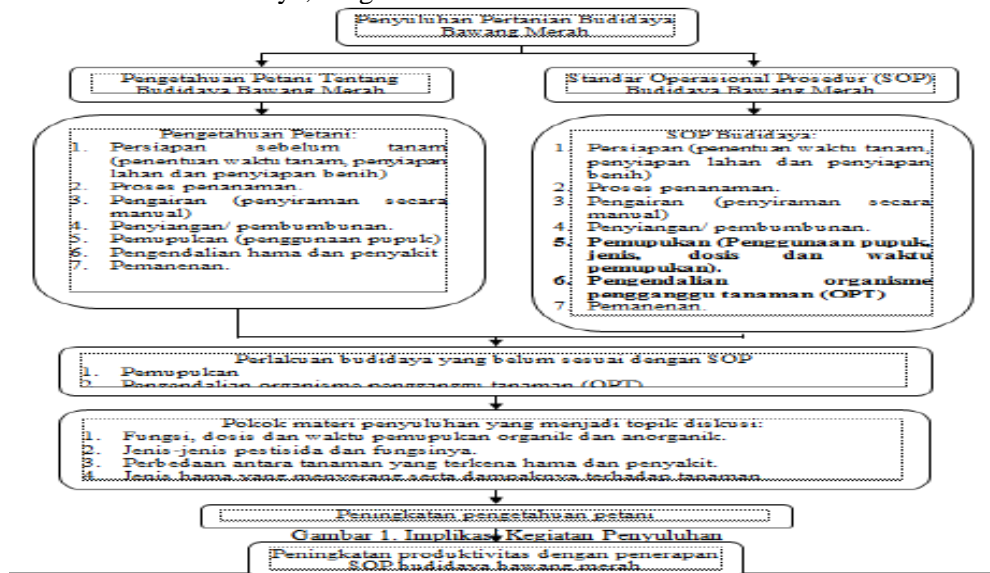 Penyuluhan Pertanian Budidaya
Bawang Merah
Pengetahuan Petani Tentang
Budidaya Bawang Merah
Standar Operasional Prosedur (SOP)
Budidaya Bawang Merah
Pengetahuan Petani:
1. Persiapan sebelum tanam
(penentuan waktu tanam, penyiapan
lahan dan penyiapan benih)
2. Proses penanaman.
3. Pengairan (penyiraman secara
manual)
4. Penyiangan/ pembumbunan.
5. Pemupukan (penggunaan pupuk)
6. Pengendalian hama dan penyakit
7. Pemanenan.
SOP Budidaya:
1 Persiapan (penentuan waktu tanam,
penyiapan lahan dan penyiapan
benih)
2. Proses penanaman.
3 Pengairan (penyiraman secara
manual)
4 Penyiangan/ pembumbunan.
5. Pemupukan (Penggunaan pupuk,
jenis, dosis dan waktu
pemupukan).
6. Pengendalian organisme
pengganggu tanaman (OPT)
7 Pemanenan.
Perlakuan budidaya yang belum sesuai dengan SOP
1. Pemupukan
2. Pengendalian organisme pengganggu tanaman (OPT)
Pokok materi penyuluhan yang menjadi topik diskusi:
1. Fungsi, dosis dan waktu pemupukan organik dan anorganik.
2. Jenis-jenis pestisida dan fungsinya.
3. Perbedaan antara tanaman yang terkena hama dan penyakit.
4. Jenis hama yang menyerang serta dampaknya terhadap tanaman
Peningkatan pengetahuan petani
Gambar 1. Implikasi Kegiatan Penyuluhan
Peningkatan produktivitas dengan penerapan
SOP budidaya bawang merah